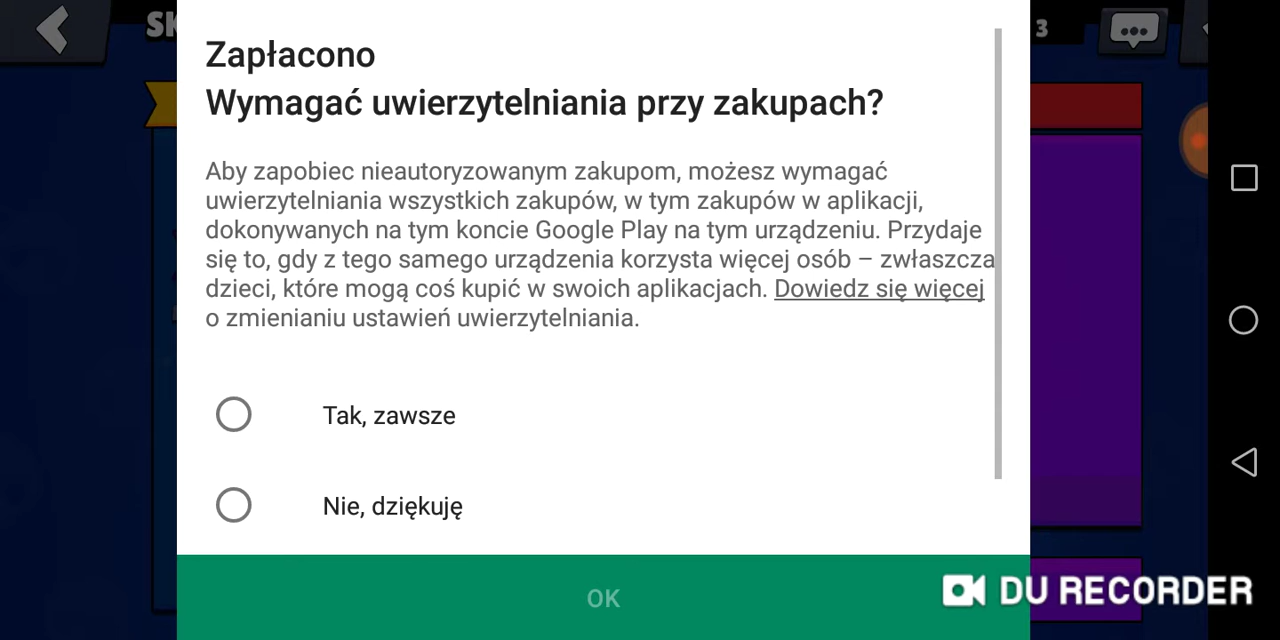 SK
3
Zapłacono
Wymagać uwierzytelniania przy zakupach?
Aby zapobiec nieautoryzowanym zakupom, możesz wymagać
uwierzytelniania wszystkich zakupów, w tym zakupów w aplikacji,
dokonywanych na tym koncie Google Play na tym urządzeniu. Przydaje
się to, gdy z tego samego urządzenia korzysta więcej osób – zwłaszcza
dzieci, które mogą coś kupić w swoich aplikacjach. Dowiedz się więcej
o zmienianiu ustawień uwierzytelniania.
Tak, zawsze
Nie, dziękuję
OK
DU RECORDER